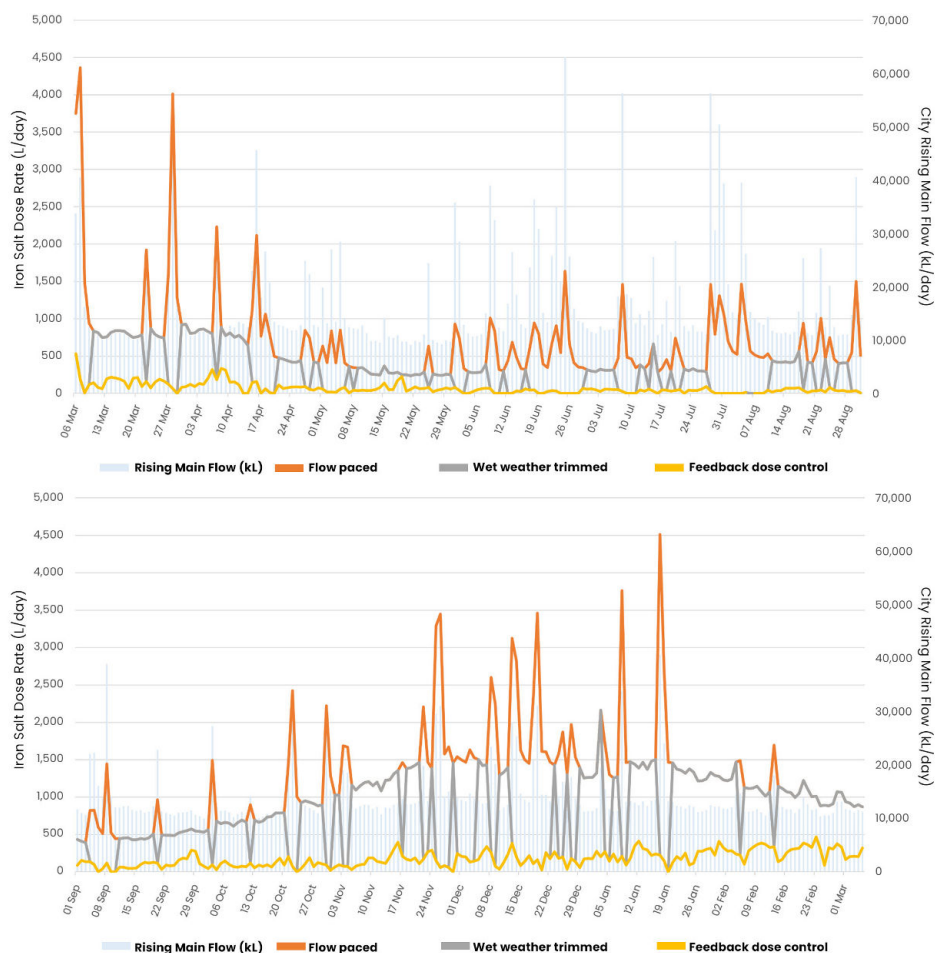 5,000
4,500
4,000
3,500
3,000
2,500
2,000
1,500
1,000
500
0
Iron Salt Dose Rate (L/day)
70,000
60,000
50,000
40,000
30,000
20,000
10,000
0
City Rising Main Flow (kL/day)
06 Mar
13 Mar
20 Mar
27 Mar
03 Apr
10 Apr
17 Apr
24 Apr
01 May
08 May
15 May
22 May
29 May
05 Jun
12 Jun
19 Jun
26 Jun
03 Jul
10 Jul
17 Jul
24 Jul
31 Jul
07 Aug
14 Aug
21 Aug
28 Aug
Rising Main Flow (kL) Flow paced Wet weather trimmed Feedback dose control
5,000
4,500
4,000
3,500
3,000
2,500
2,000
1,500
1,000
500
0
Iron Salt Dose Rate (L/day)
70,000
60,000
50,000
40,000
30,000
20,000
10,000
0
City Rising Main Flow (kL/day)
01 Sep
08 Sep
15 Sep
22 Sep
29 Sep
06 Oct
13 Oct
20 Oct
27 Oct
03 Nov
10 Nov
17 Nov
24 Nov
01 Dec
08 Dec
15 Dec
22 Dec
29 Dec
05 Jan
12 Jan
19 Jan
26 Jan
02 Feb
09 Feb
16 Feb
23 Feb
01 Mar
Rising Main Flow (kL) Flow paced Wet weather trimmed Feedback dose control